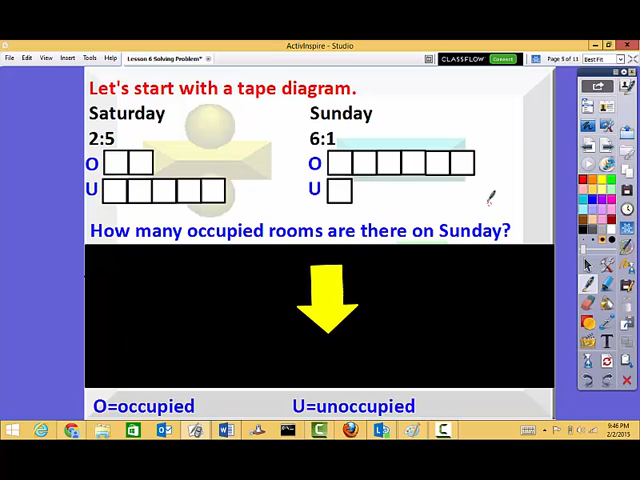 ActivInspire - Studio
File Edit View Insert Tools Help Lesson 6 Solving Problem* CLASSFLOW Connect Page 5 of 11 Best Fit
Let's start with a tape diagram.
Saturday Sunday
2:5 6:1
O O
U U
How many occupied rooms are there on Sunday?
O=occupied U=unoccupied
9:46 PM
2/2/2015